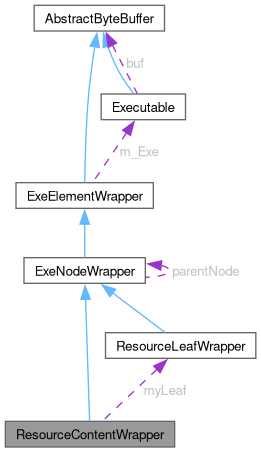 AbstractByteBuffer
buf
Executable
m_Exe
ExeElementWrapper
ExeNodeWrapper
parentNode
ResourceLeafWrapper
myLeaf
ResourceContentWrapper